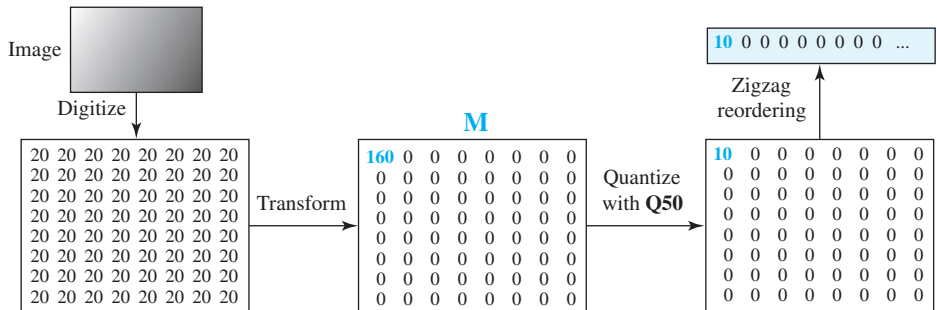 Image
Digitize
20 20 20 20 20 20 20 20
20 20 20 20 20 20 20 20
20 20 20 20 20 20 20 20
20 20 20 20 20 20 20 20
20 20 20 20 20 20 20 20
20 20 20 20 20 20 20 20
20 20 20 20 20 20 20 20
20 20 20 20 20 20 20 20
Transform
M
160 0 0 0 0 0 0 0
0 0 0 0 0 0 0 0
0 0 0 0 0 0 0 0
0 0 0 0 0 0 0 0
0 0 0 0 0 0 0 0
0 0 0 0 0 0 0 0
0 0 0 0 0 0 0 0
0 0 0 0 0 0 0 0
Quantize
with Q50
10 0 0 0 0 0 0 0
0 0 0 0 0 0 0 0
0 0 0 0 0 0 0 0
0 0 0 0 0 0 0 0
0 0 0 0 0 0 0 0
0 0 0 0 0 0 0 0
0 0 0 0 0 0 0 0
0 0 0 0 0 0 0 0
Zigzag
reordering
10 0 0 0 0 0 0 0 ...